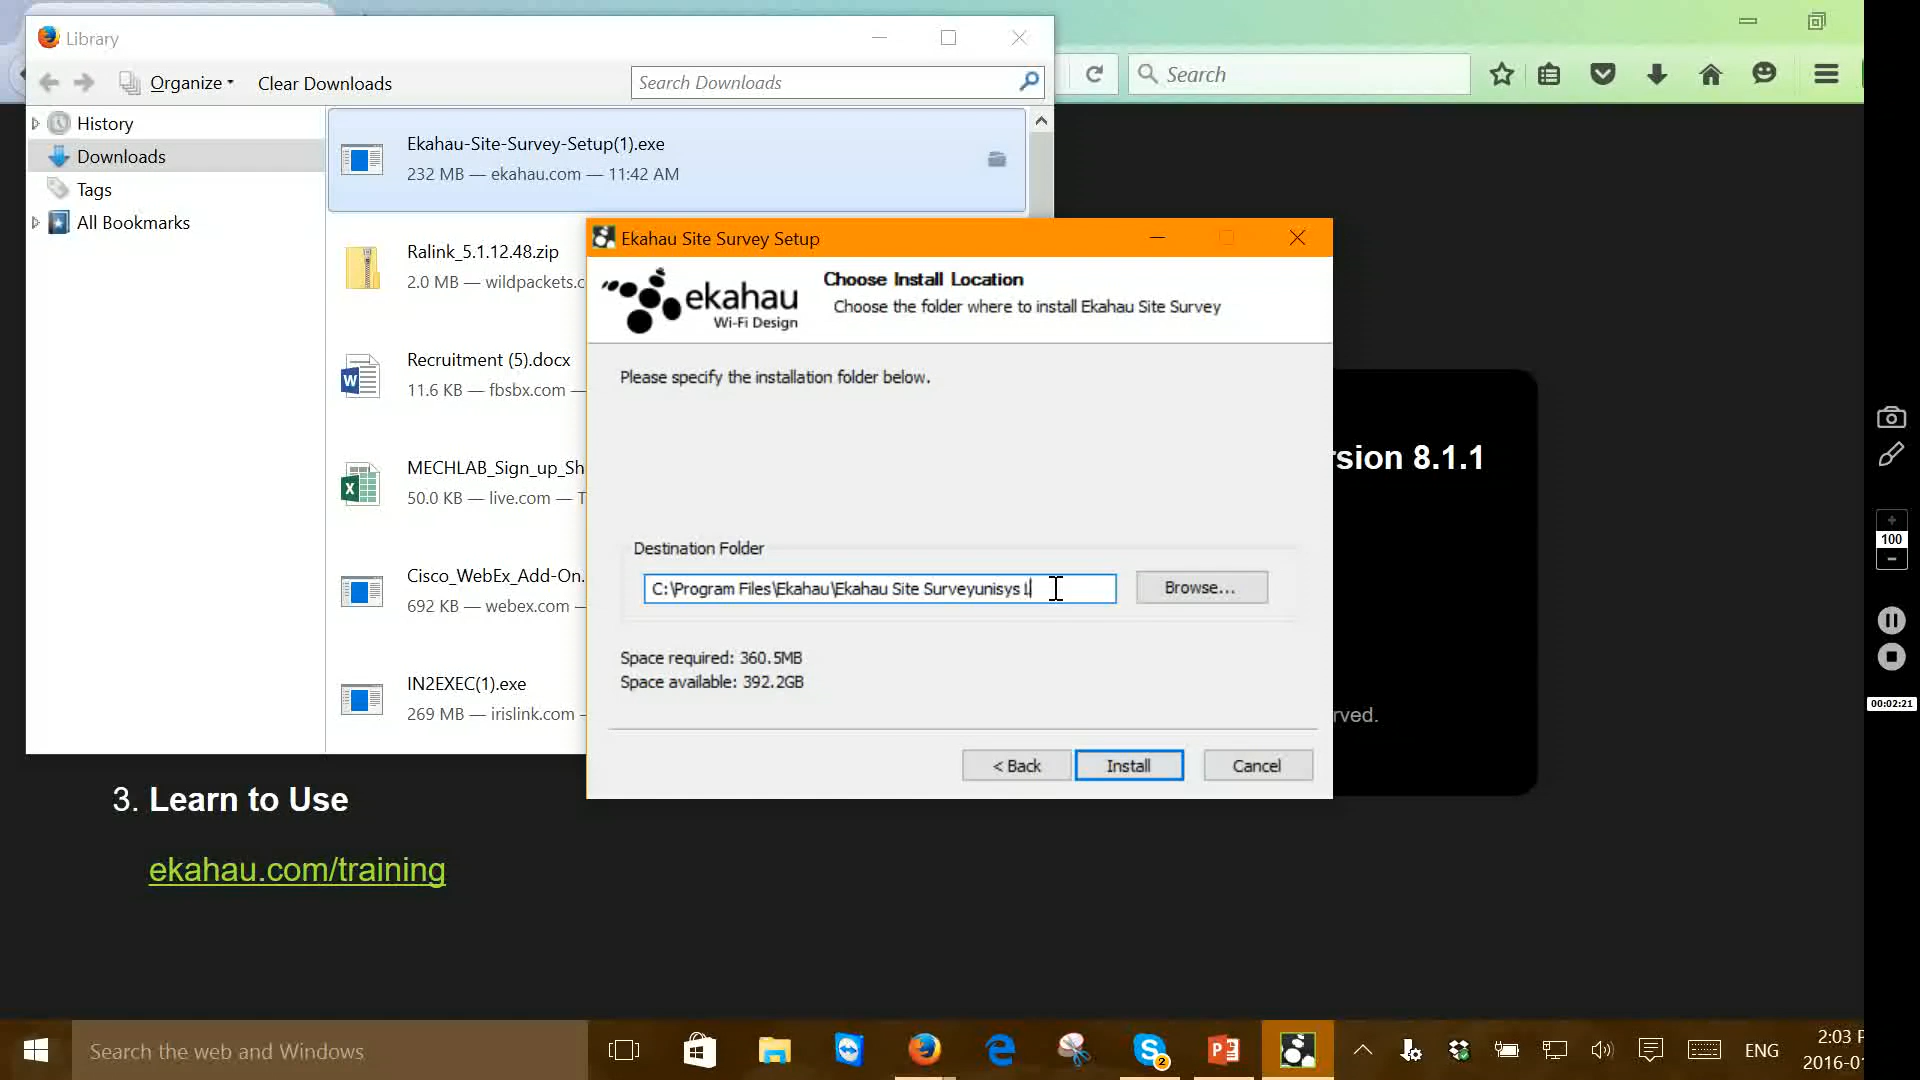 Library
Organize
Clear Downloads
Search Downloads
Search
History
Downloads
Tags
All Bookmarks
Ekahau-Site-Survey-Setup(1).exe
232 MB — ekahau.com — 11:42 AM
Ralink_5.1.12.48.zip
2.0 MB — wildpackets.c
Recruitment (5).docx
11.6 KB — fbsbx.com —
MECHLAB_Sign_up_Sh
50.0 KB — live.com — T
Cisco_WebEx_Add-On.
692 KB — webex.com —
IN2EXEC(1).exe
269 MB — irislink.com —
Ekahau Site Survey Setup
ekahau
Wi-Fi Design
Choose Install Location
Choose the folder where to install Ekahau Site Survey
Please specify the installation folder below.
Destination Folder
C:\Program Files\Ekahau\Ekahau Site Surveyunisys L
Browse...
Space required: 360.5MB
Space available: 392.2GB
< Back
Install
Cancel
rsion 8.1.1
rved.
3. Learn to Use
ekahau.com/training
100
00:02:21
Search the web and Windows
2
ENG
2:03 P
2016-01